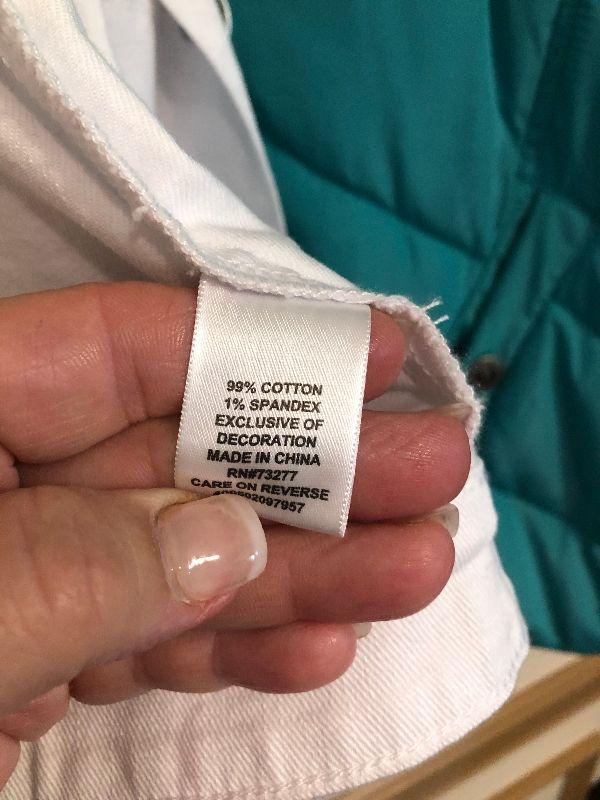 99% COTTON
1% SPANDEX
EXCLUSIVE OF
DECORATION
MADE IN CHINA
RN#73277
CARE ON REVERSE